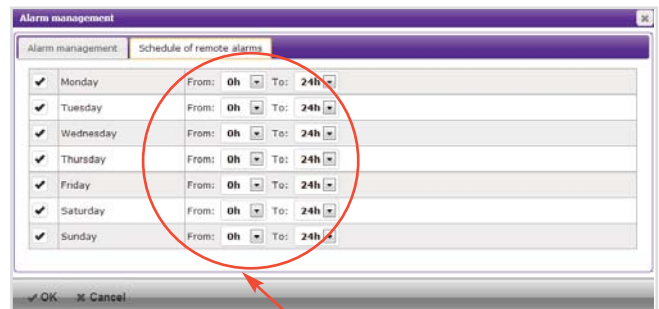 Alarm management
Alarm management Schedule of remote alarms
Monday From: 0h To: 24h
Tuesday From: 0h To: 24h
Wednesday From: 0h To: 24h
Thursday From: 0h To: 24h
Friday From: 0h To: 24h
Saturday From: 0h To: 24h
Sunday From: 0h To: 24h
OK Cancel